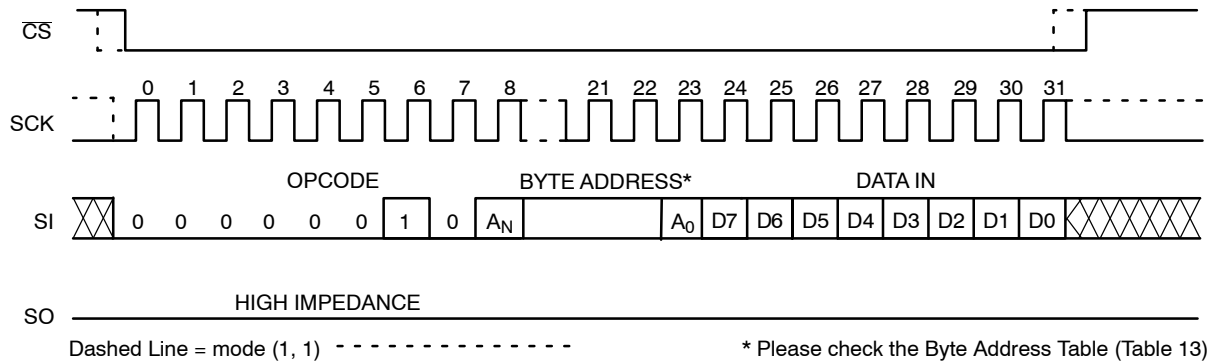 CS
0 1 2 3 4 5 6 7 8 21 22 23 24 25 26 27 28 29 30 31
SCK
OPCODE BYTE ADDRESS* DATA IN
SI 0 0 0 0 0 0 1 0 AN A0 D7 D6 D5 D4 D3 D2 D1 D0
HIGH IMPEDANCE
SO
Dashed Line = mode (1, 1) * Please check the Byte Address Table (Table 13)